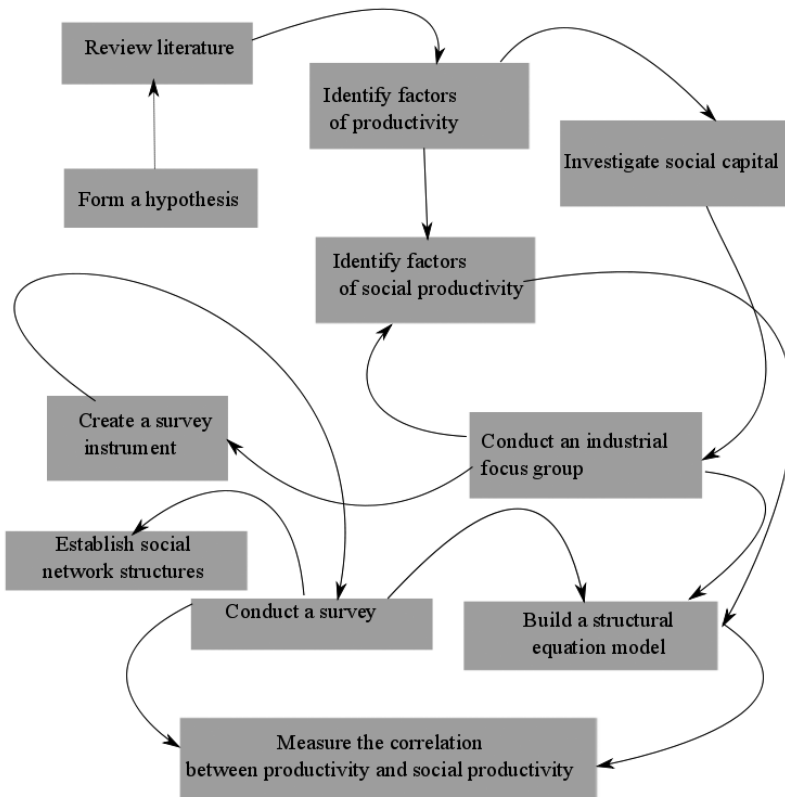 Review literature
Identify factors
of productivity
Investigate social capital
Form a hypothesis
Identify factors
of social productivity
Create a survey
instrument
Conduct an industrial
focus group
Establish social
network structures
Conduct a survey
Build a structural
equation model
Measure the correlation
between productivity and social productivity